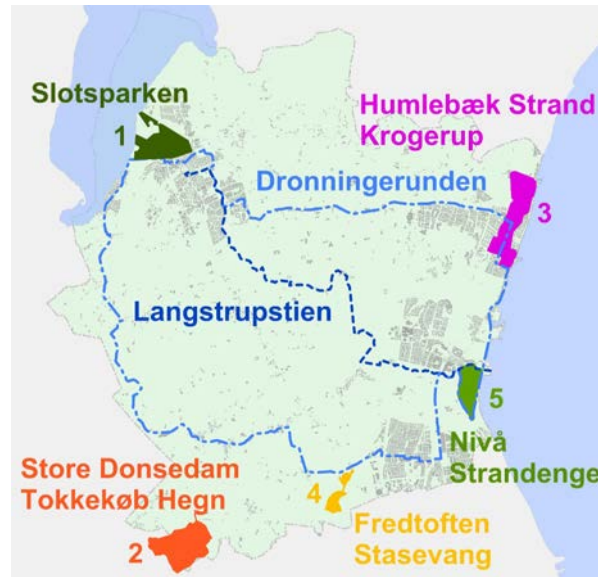 Slotsparken
1
Humlebæk Strand
Krogerup
Dronningerunden
3
Langstrupstien
5
Nivå
Strandenge
Store Donsedam
Tokkekøb Hegn
4
2
Fredtoften
Stasevang